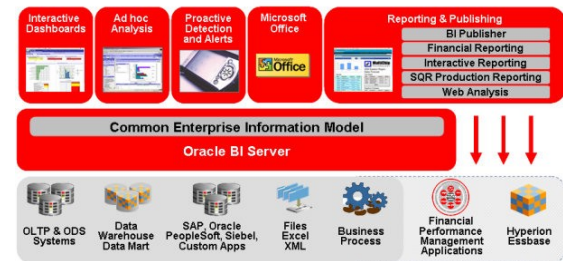 Interactive
Dashboards
Ad hoc
Analysis
Proactive
Detection
and Alerts
Microsoft
Office
Microsoft
Office
Reporting & Publishing
BI Publisher
Financial Reporting
Interactive Reporting
SQR Production Reporting
Web Analysis
Common Enterprise Information Model
Oracle BI Server
OLTP & ODS
Systems
Data
Warehouse
Data Mart
SAP, Oracle
PeopleSoft, Siebel,
Custom Apps
Files
Excel
XML
Business
Process
Financial
Performance
Management
Applications
Hyperion
Essbase